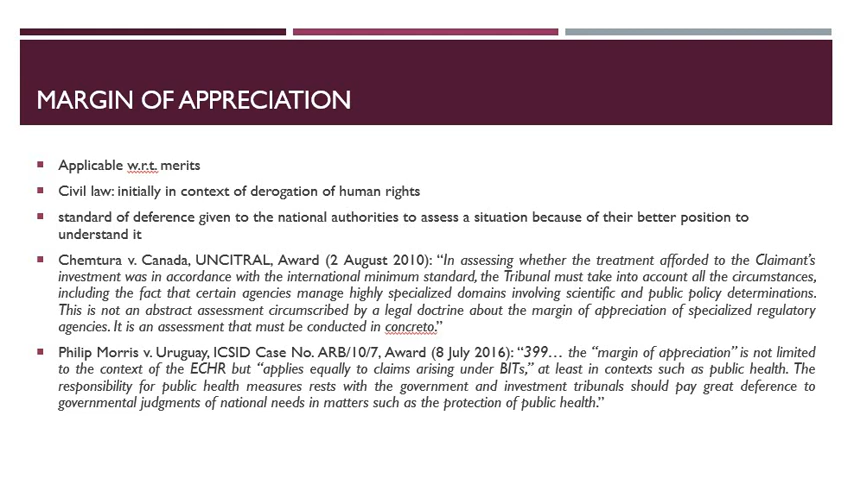 MARGIN OF APPRECIATION
Applicable w.r.t. merits
Civil law: initially in context of derogation of human rights
standard of deference given to the national authorities to assess a situation because of their better position to
understand it
Chemtura v. Canada, UNCITRAL, Award (2 August 2010): “In assessing whether the treatment afforded to the Claimant’s
investment was in accordance with the international minimum standard, the Tribunal must take into account all the circumstances,
including the fact that certain agencies manage highly specialized domains involving scientific and public policy determinations.
This is not an abstract assessment circumscribed by a legal doctrine about the margin of appreciation of specialized regulatory
agencies. It is an assessment that must be conducted in concreto.”
Philip Morris v. Uruguay, ICSID Case No. ARB/10/7, Award (8 July 2016): “399… the “margin of appreciation” is not limited
to the context of the ECHR but “applies equally to claims arising under BITs,” at least in contexts such as public health. The
responsibility for public health measures rests with the government and investment tribunals should pay great deference to
governmental judgments of national needs in matters such as the protection of public health.”